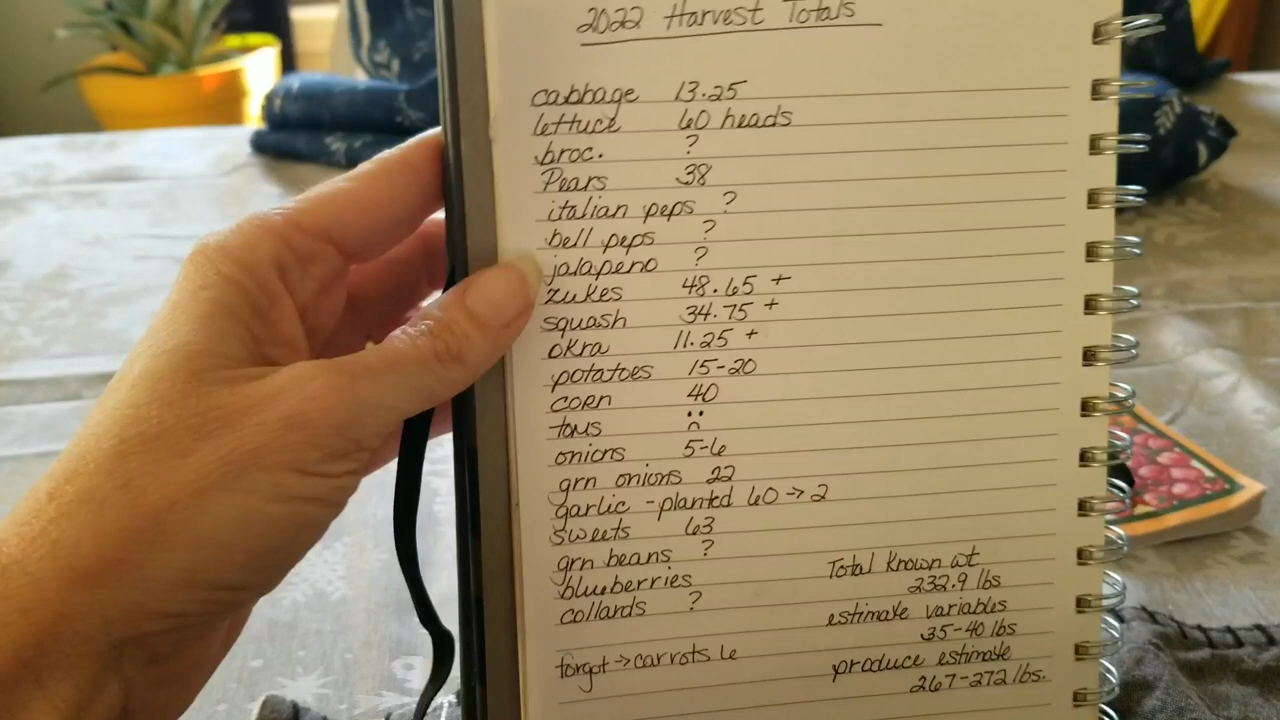 2022 Harvest Totals
cabbage 13.25
lettuce 60 heads
broc. ?
Pears 38
italian peps ?
bell peps ?
jalapeno ?
zukes 48.65 +
squash 34.75 +
okra 11.25 +
potatoes 15-20
corn 40
toms :(
onions 5-6
grn onions 22
garlic - planted 60 → 2
sweets 63
grn beans ?
blueberries
collards ?
forgot → carrots 6
Total Known wt
232.9 lbs
estimate variables
35-40 lbs
produce estimate
267-272 lbs.